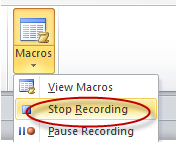 Macros
View Macros
Stop Recording
Pause Recording